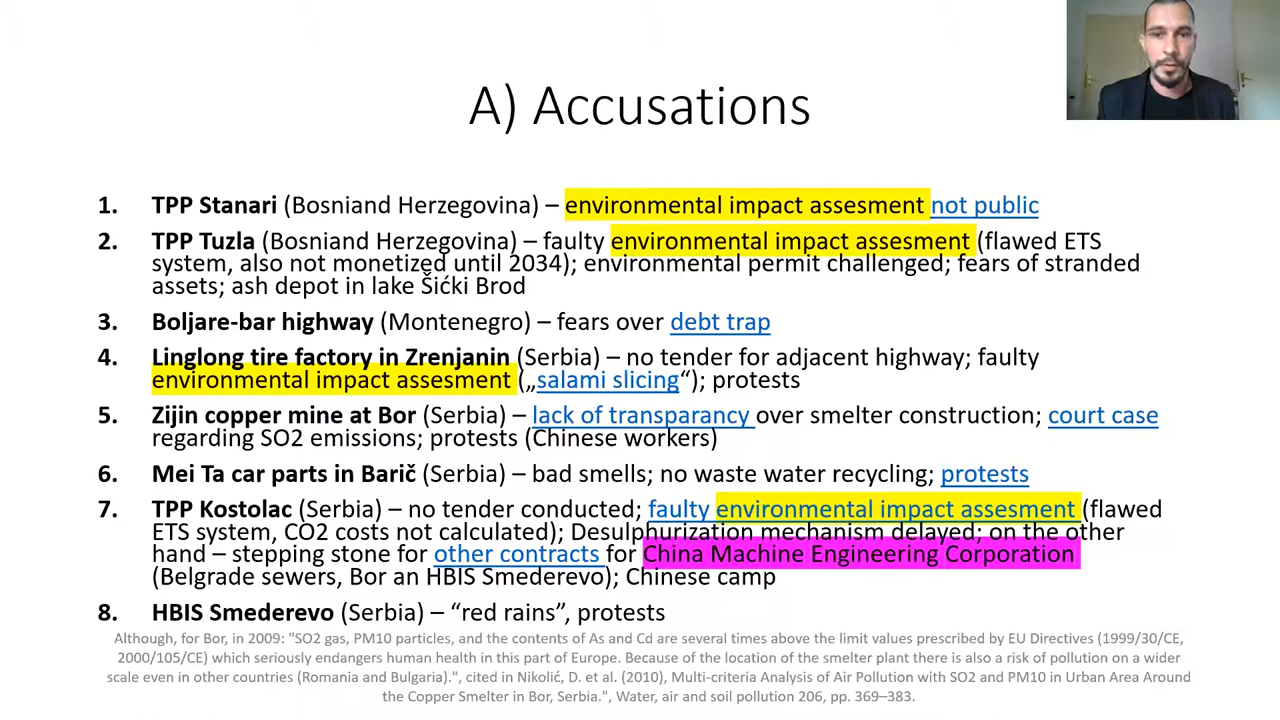 A) Accusations
1. TPP Stanari (Bosniand Herzegovina) – environmental impact assesment not public
2. TPP Tuzla (Bosniand Herzegovina) – faulty environmental impact assesment (flawed ETS
system, also not monetized until 2034); environmental permit challenged; fears of stranded
assets; ash depot in lake Šićki Brod
3. Boljare-bar highway (Montenegro) – fears over debt trap
4. Linglong tire factory in Zrenjanin (Serbia) – no tender for adjacent highway; faulty
environmental impact assesment („salami slicing“); protests
5. Zijin copper mine at Bor (Serbia) – lack of transparancy over smelter construction; court case
regarding SO2 emissions; protests (Chinese workers)
6. Mei Ta car parts in Barič (Serbia) – bad smells; no waste water recycling; protests
7. TPP Kostolac (Serbia) – no tender conducted; faulty environmental impact assesment (flawed
ETS system, CO2 costs not calculated); Desulphurization mechanism delayed; on the other
hand – stepping stone for other contracts for China Machine Engineering Corporation
(Belgrade sewers, Bor an HBIS Smederevo); Chinese camp
8. HBIS Smederevo (Serbia) – “red rains”, protests
Although, for Bor, in 2009: "SO2 gas, PM10 particles, and the contents of As and Cd are several times above the limit values prescribed by EU Directives (1999/30/CE,
2000/105/CE) which seriously endangers human health in this part of Europe. Because of the location of the smelter plant there is also a risk of pollution on a wider
scale even in other countries (Romania and Bulgaria).", cited in Nikolić, D. et al. (2010), Multi-criteria Analysis of Air Pollution with SO2 and PM10 in Urban Area Around
the Copper Smelter in Bor, Serbia.", Water, air and soil pollution 206, pp. 369–383.